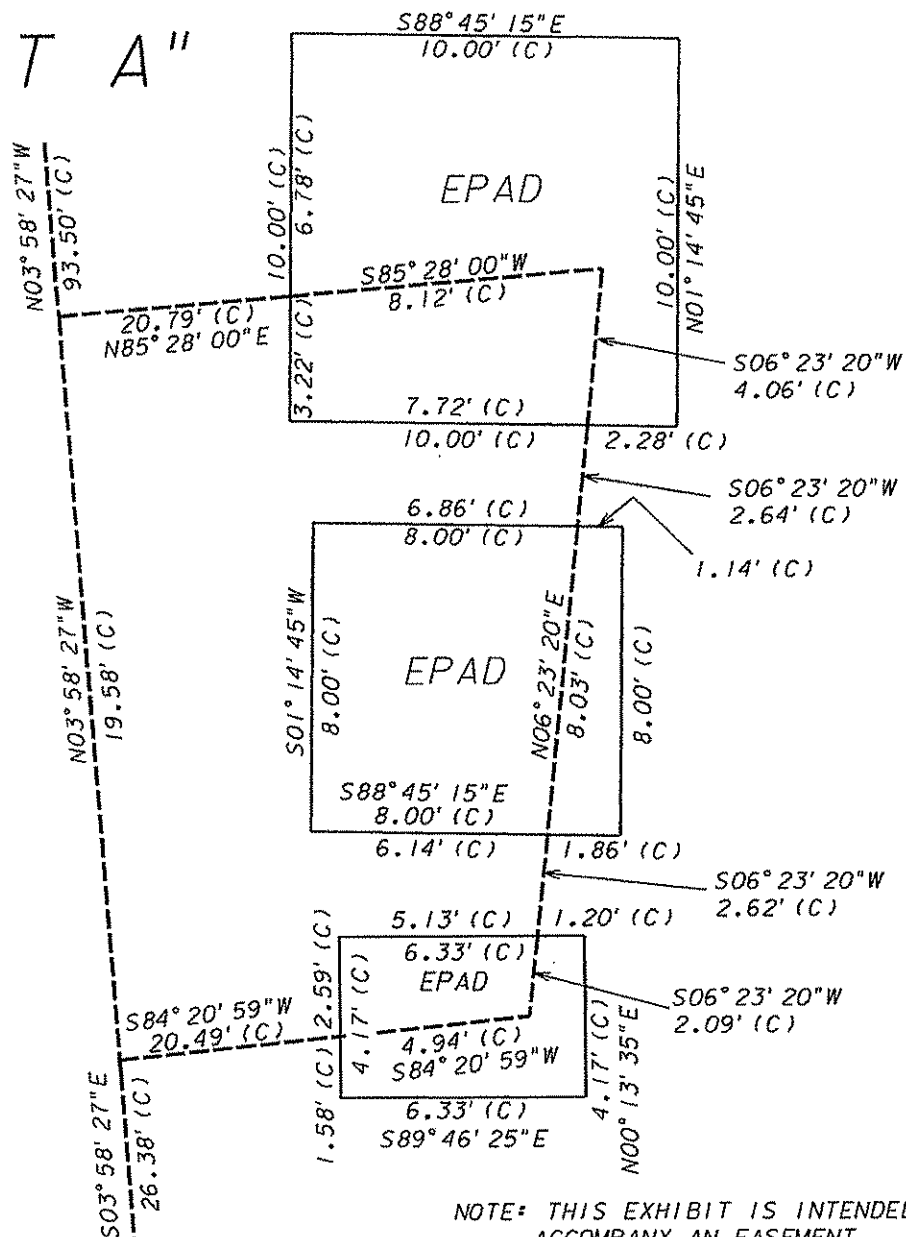 T A"
S88°45'15"E
10.00' (C)
N03°58'27"W
93.50' (C)
10.00' (C)
6.78' (C)
EPAD
10.00' (C)
N01°14'45"E
S85°28'00"W
8.12' (C)
20.79' (C)
N85°28'00"E
3.22' (C)
S06°23'20"W
4.06' (C)
7.72' (C)
10.00' (C)
2.28' (C)
S06°23'20"W
2.64' (C)
6.86' (C)
8.00' (C)
1.14' (C)
N03°58'27"W
19.58' (C)
S01°14'45"W
8.00' (C)
EPAD
N06°23'20"E
8.03' (C)
8.00' (C)
S88°45'15"E
8.00' (C)
6.14' (C)
1.86' (C)
S06°23'20"W
2.62' (C)
5.13' (C)
1.20' (C)
6.33' (C)
EPAD
2.59' (C)
4.17' (C)
S06°23'20"W
2.09' (C)
S84°20'59"W
20.49' (C)
4.94' (C)
S84°20'59"W
1.58' (C)
4.17' (C)
N00°13'35"E
6.33' (C)
S89°46'25"E
S03°58'27"E
26.38' (C)
NOTE: THIS EXHIBIT IS INTENDED
ACCOMPANY AN EASEMENT